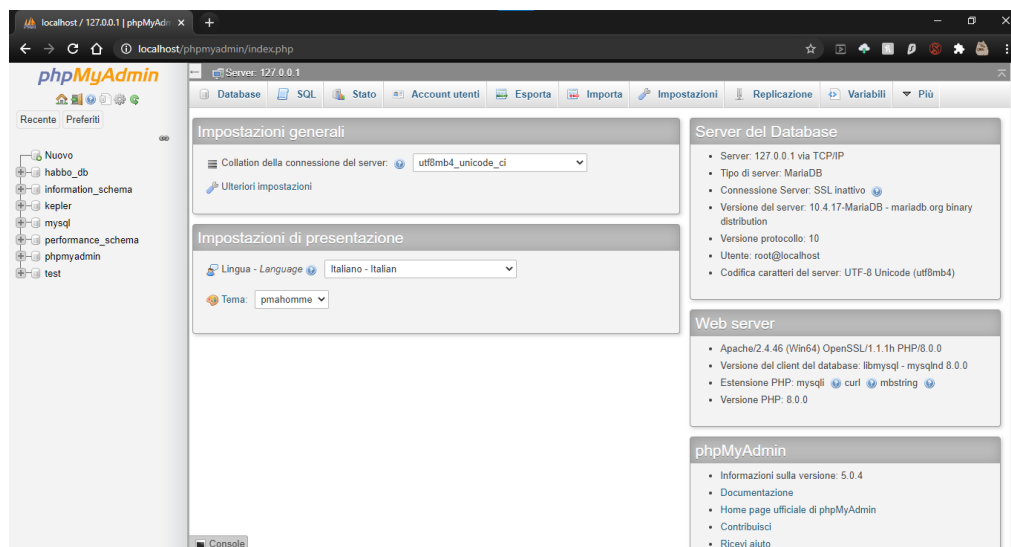 localhost / 127.0.0.1 | phpMyAdm
localhost/phpmyadmin/index.php
phpMyAdmin
Recente Preferiti
Nuovo
habbo_db
information_schema
kepler
mysql
performance_schema
phpmyadmin
test
Server: 127.0.0.1
Database SQL Stato Account utenti Esporta Importa Impostazioni Replicazione Variabili Più
Impostazioni generali
Collation della connessione del server: utf8mb4_unicode_ci
Ulteriori impostazioni
Impostazioni di presentazione
Lingua - Language Italiano - Italian
Tema: pmahomme
Server del Database
Server: 127.0.0.1 via TCP/IP
Tipo di server: MariaDB
Connessione Server: SSL inattivo
Versione del server: 10.4.17-MariaDB - mariadb.org binary
distribution
Versione protocollo: 10
Utente: root@localhost
Codifica caratteri del server: UTF-8 Unicode (utf8mb4)
Web server
Apache/2.4.46 (Win64) OpenSSL/1.1.1h PHP/8.0.0
Versione del client del database: libmysql - mysqlnd 8.0.0
Estensione PHP: mysqli curl mbstring
Versione PHP: 8.0.0
phpMyAdmin
Informazioni sulla versione: 5.0.4
Documentazione
Home page ufficiale di phpMyAdmin
Contribuisci
Ricevi aiuto
Console